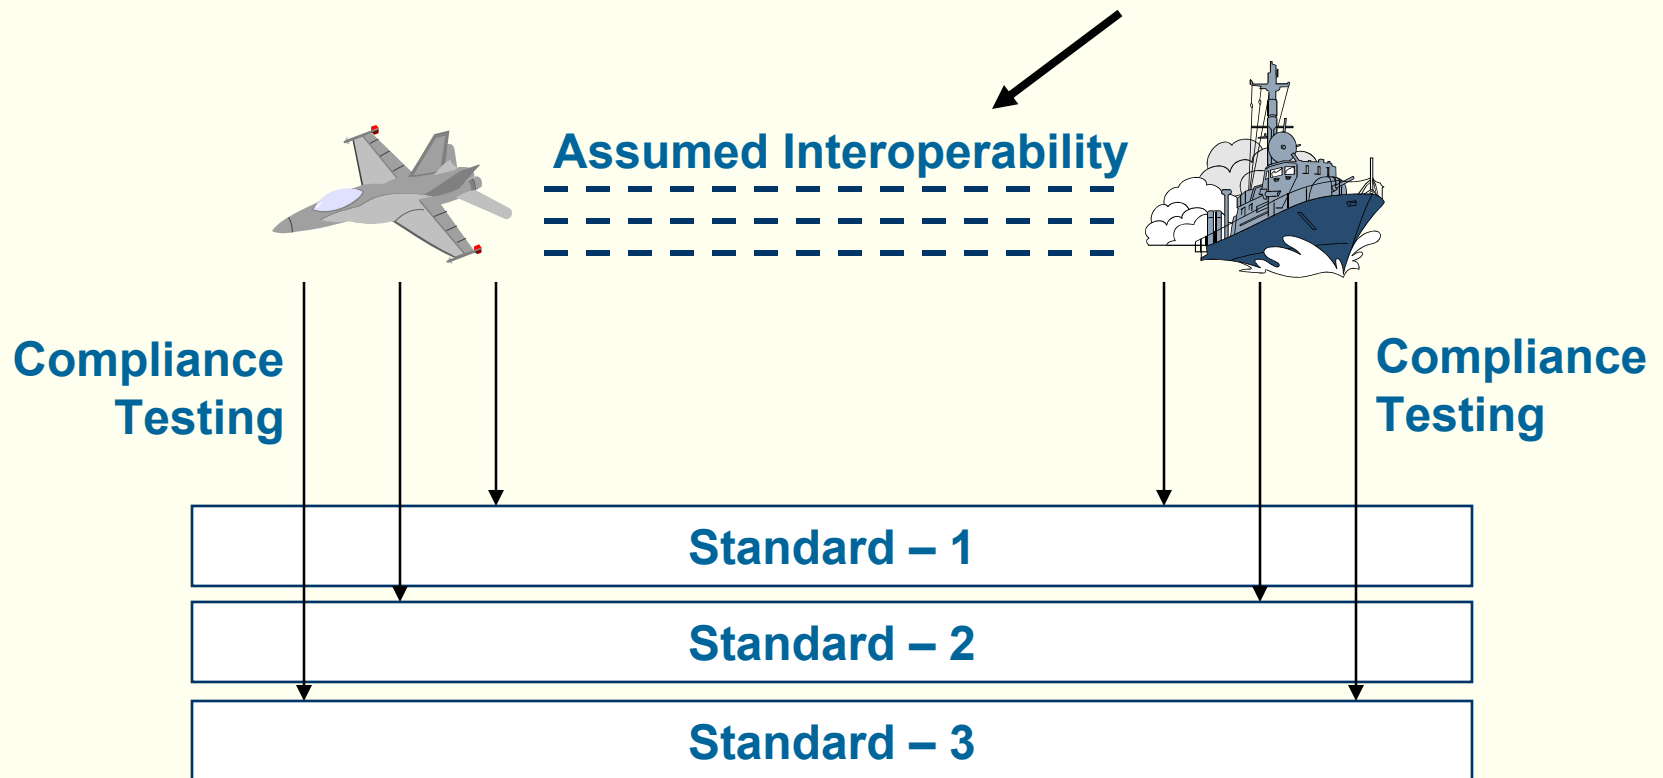 Assumed Interoperability
Compliance
Testing
Compliance
Testing
Standard – 1
Standard – 2
Standard – 3